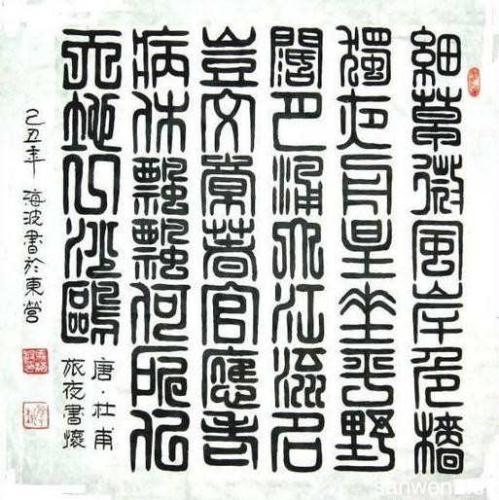 細草微風岸危檣
獨夜舟星垂平野
闊月涌大江流名
豈文章著官應老
病休飄飄何所似
天地一沙鷗
唐·杜甫
旅夜書懷
己丑年 海波書於東營